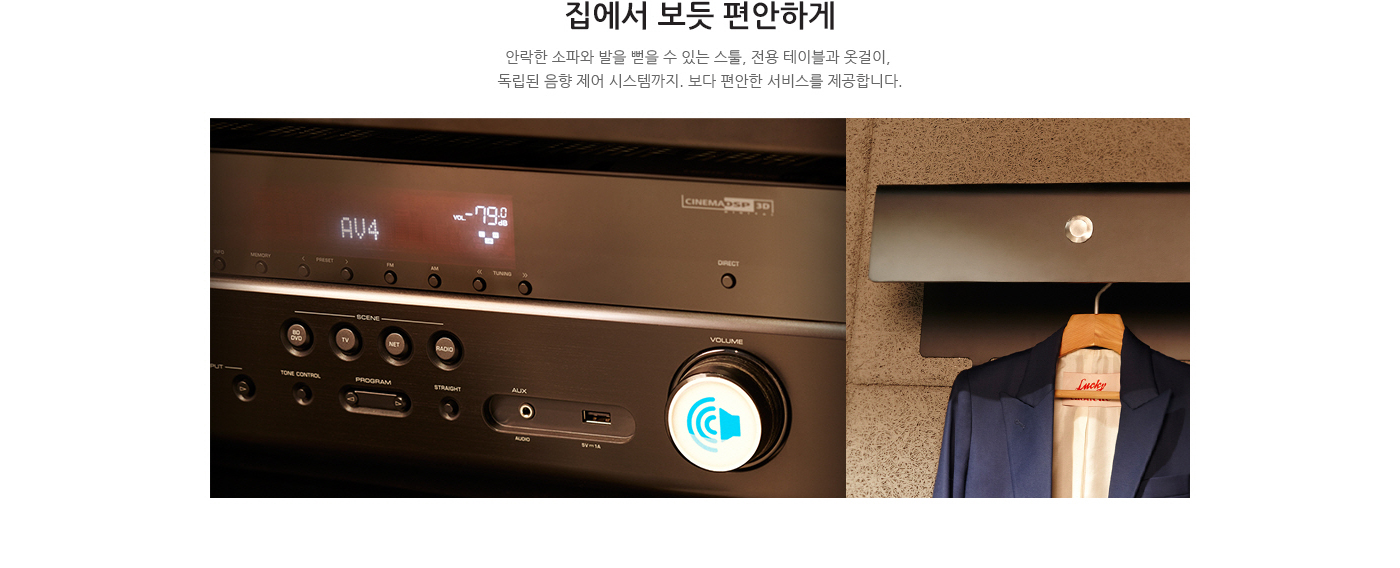 집에서 보듯 편안하게
안락한 소파와 발을 뻗을 수 있는 스툴, 전용 테이블과 옷걸이,
독립된 음향 제어 시스템까지. 보다 편안한 서비스를 제공합니다.
CINEMA DSP 3D
AV4
VOL -79.0 dB
INFO MEMORY PRESET FM AM TUNING
DIRECT
SCENE
BD DVD TV NET RADIO
VOLUME
PUT
TONE CONTROL
PROGRAM
STRAIGHT
AUX
AUDIO
5V 1A
Lucky